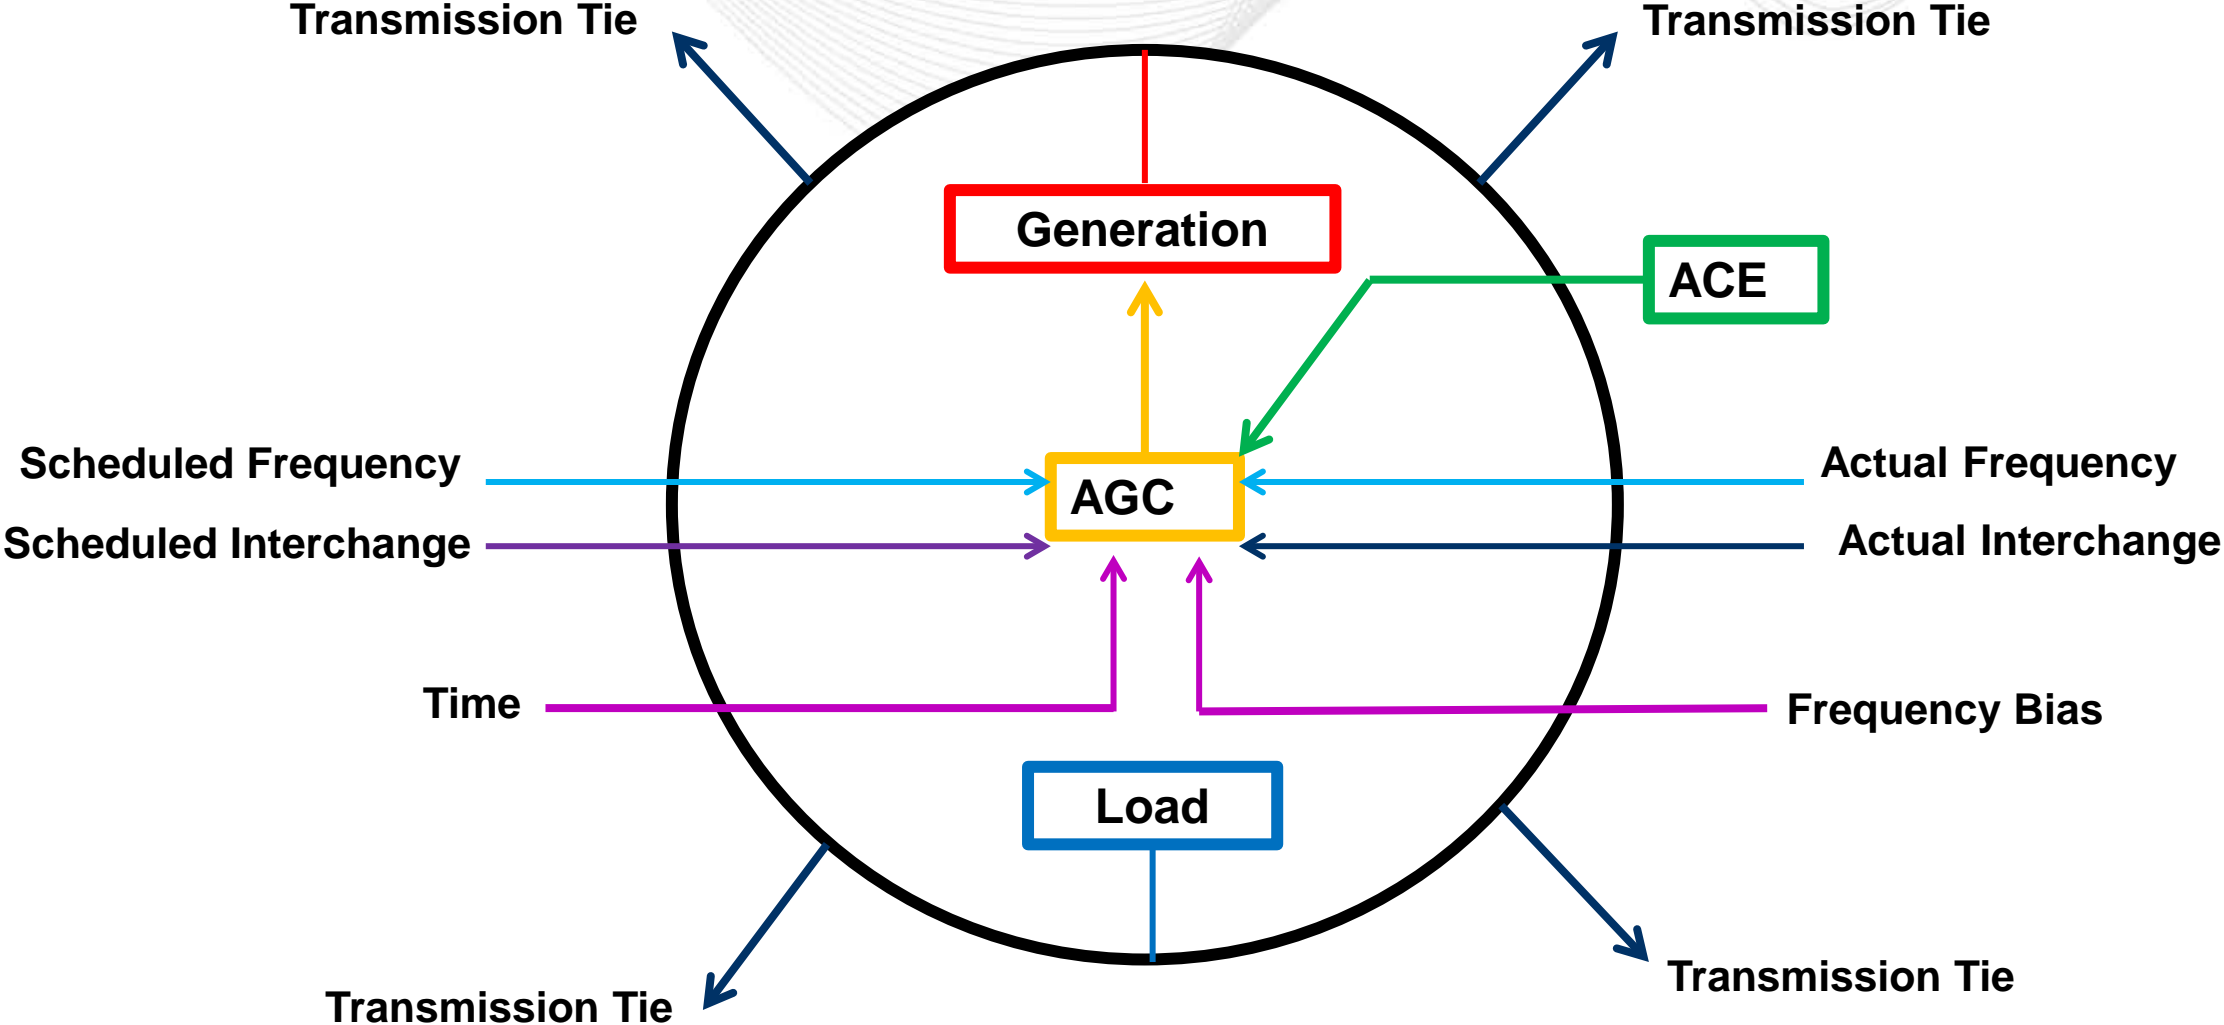 Transmission Tie
Transmission Tie
Generation
ACE
Scheduled Frequency
Actual Frequency
AGC
Scheduled Interchange
Actual Interchange
Time
Frequency Bias
Load
Transmission Tie
Transmission Tie